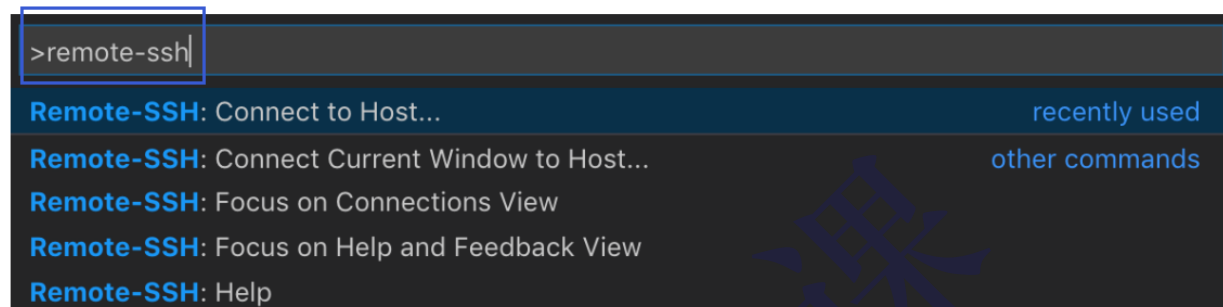 >remote-ssh
Remote-SSH: Connect to Host... recently used
Remote-SSH: Connect Current Window to Host... other commands
Remote-SSH: Focus on Connections View
Remote-SSH: Focus on Help and Feedback View
Remote-SSH: Help